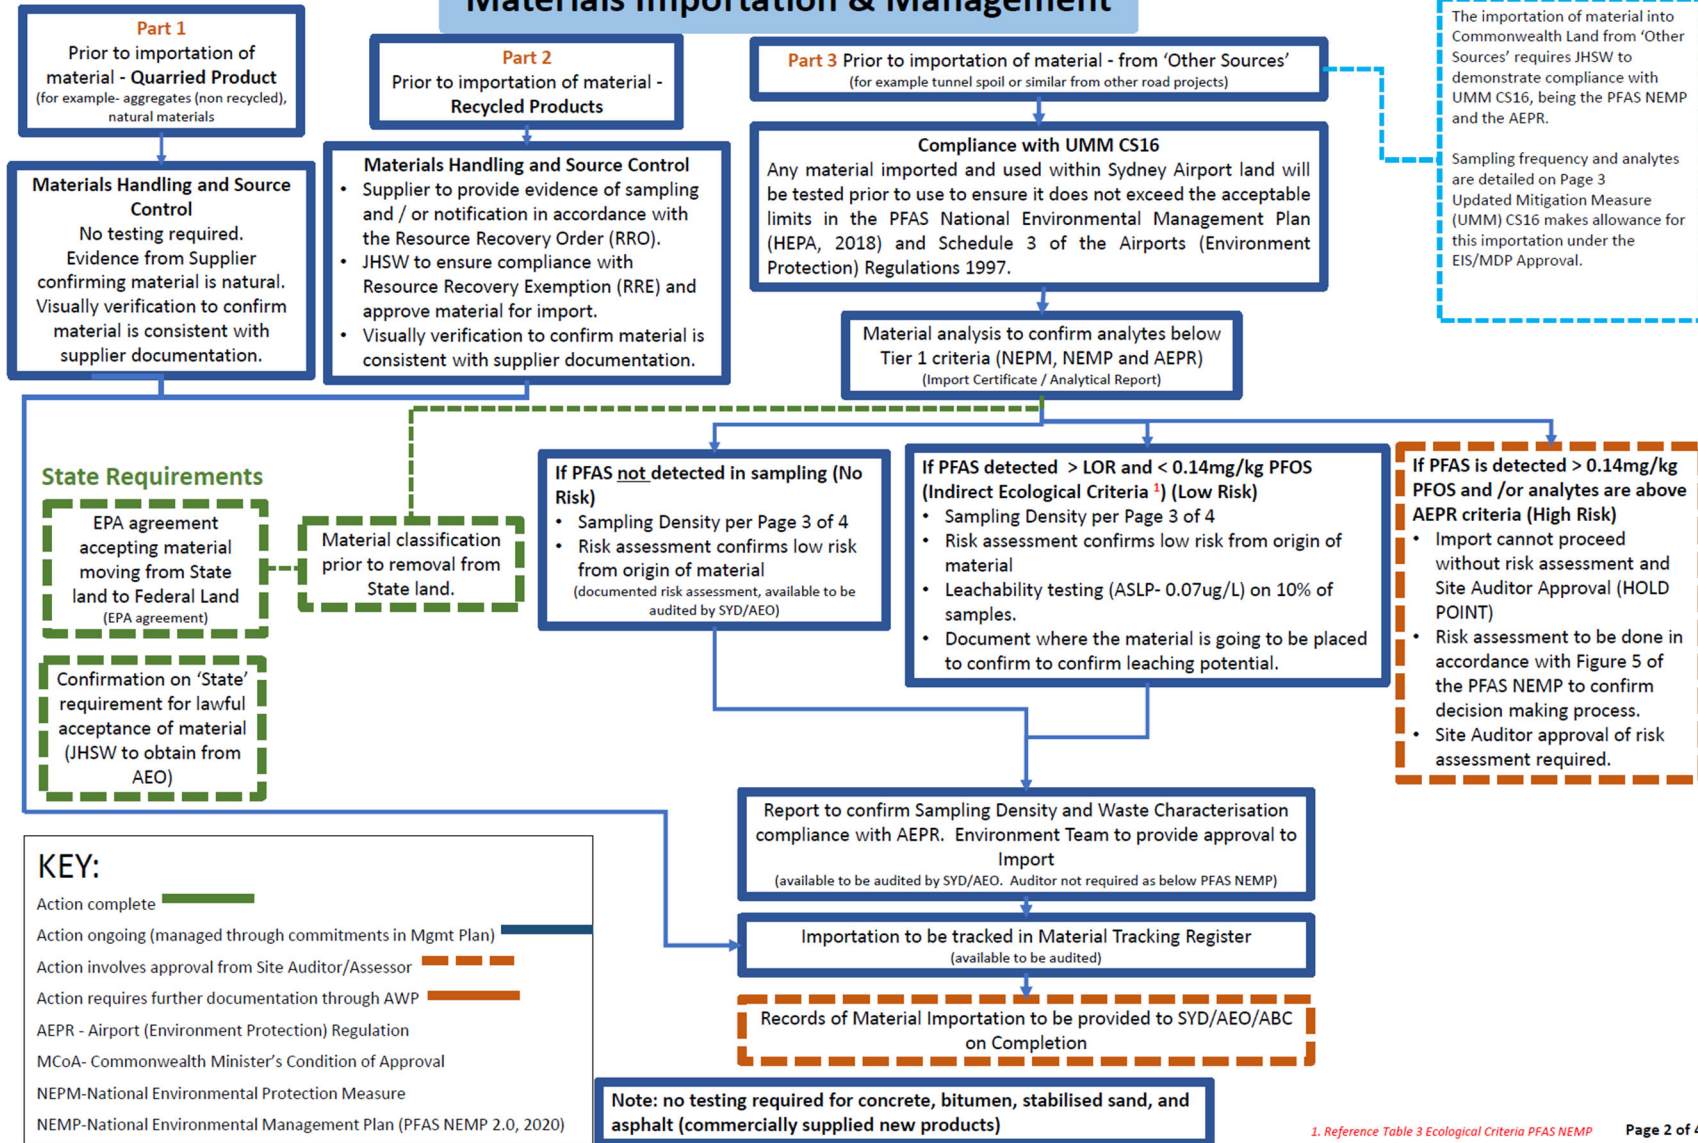 Materials Importation & Management
Part 1
Prior to importation of
material - Quarried Product
(for example- aggregates (non recycled),
natural materials
Part 2
Prior to importation of material -
Recycled Products
Part 3 Prior to importation of material - from ‘Other Sources’
(for example tunnel spoil or similar from other road projects)
The importation of material into
Commonwealth Land from ‘Other
Sources’ requires JHSW to
demonstrate compliance with
UMM CS16, being the PFAS NEMP
and the AEPR.
Sampling frequency and analytes
are detailed on Page 3
Updated Mitigation Measure
(UMM) CS16 makes allowance for
this importation under the
EIS/MDP Approval.
Materials Handling and Source
Control
No testing required.
Evidence from Supplier
confirming material is natural.
Visually verification to confirm
material is consistent with
supplier documentation.
Materials Handling and Source Control
• Supplier to provide evidence of sampling
and / or notification in accordance with
the Resource Recovery Order (RRO).
• JHSW to ensure compliance with
Resource Recovery Exemption (RRE) and
approve material for import.
• Visually verification to confirm material is
consistent with supplier documentation.
Compliance with UMM CS16
Any material imported and used within Sydney Airport land will
be tested prior to use to ensure it does not exceed the acceptable
limits in the PFAS National Environmental Management Plan
(HEPA, 2018) and Schedule 3 of the Airports (Environment
Protection) Regulations 1997.
Material analysis to confirm analytes below
Tier 1 criteria (NEPM, NEMP and AEPR)
(Import Certificate / Analytical Report)
State Requirements
EPA agreement
accepting material
moving from State
land to Federal Land
(EPA agreement)
Material classification
prior to removal from
State land.
Confirmation on ‘State’
requirement for lawful
acceptance of material
(JHSW to obtain from
AEO)
If PFAS not detected in sampling (No
Risk)
• Sampling Density per Page 3 of 4
• Risk assessment confirms low risk
from origin of material
(documented risk assessment, available to be
audited by SYD/AEO)
If PFAS detected > LOR and < 0.14mg/kg PFOS
(Indirect Ecological Criteria 1) (Low Risk)
• Sampling Density per Page 3 of 4
• Risk assessment confirms low risk from origin of
material
• Leachability testing (ASLP- 0.07ug/L) on 10% of
samples.
• Document where the material is going to be placed
to confirm to confirm leaching potential.
If PFAS is detected > 0.14mg/kg
PFOS and /or analytes are above
AEPR criteria (High Risk)
• Import cannot proceed
without risk assessment and
Site Auditor Approval (HOLD
POINT)
• Risk assessment to be done in
accordance with Figure 5 of
the PFAS NEMP to confirm
decision making process.
• Site Auditor approval of risk
assessment required.
Report to confirm Sampling Density and Waste Characterisation
compliance with AEPR. Environment Team to provide approval to
Import
(available to be audited by SYD/AEO. Auditor not required as below PFAS NEMP)
Importation to be tracked in Material Tracking Register
(available to be audited)
Records of Material Importation to be provided to SYD/AEO/ABC
on Completion
KEY:
Action complete
Action ongoing (managed through commitments in Mgmt Plan)
Action involves approval from Site Auditor/Assessor
Action requires further documentation through AWP
AEPR - Airport (Environment Protection) Regulation
MCoA- Commonwealth Minister’s Condition of Approval
NEPM-National Environmental Protection Measure
NEMP-National Environmental Management Plan (PFAS NEMP 2.0, 2020)
Note: no testing required for concrete, bitumen, stabilised sand, and
asphalt (commercially supplied new products)
1. Reference Table 3 Ecological Criteria PFAS NEMP
Page 2 of 4